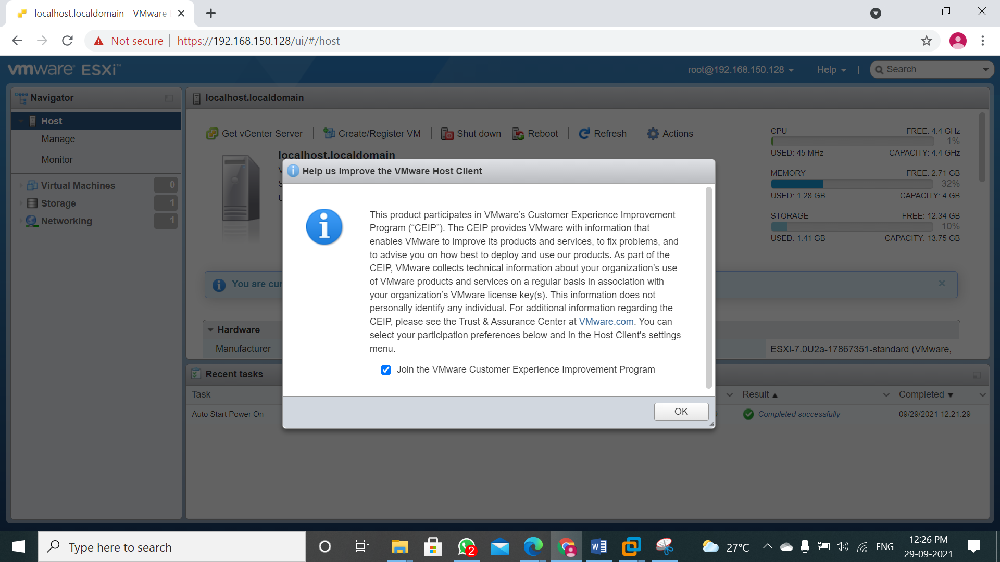 localhost.localdomain - VMware
Not secure https://192.168.150.128/ui/#/host
vmware® ESXi™
root@192.168.150.128 Help Search
Navigator
localhost.localdomain
Host
Manage
Monitor
Virtual Machines 0
Storage 1
Networking 1
Get vCenter Server Create/Register VM Shut down Reboot Refresh Actions
localhost.localdomain
CPU FREE: 4.4 GHz
1%
USED: 45 MHz CAPACITY: 4.4 GHz
MEMORY FREE: 2.71 GB
32%
USED: 1.28 GB CAPACITY: 4 GB
STORAGE FREE: 12.34 GB
10%
USED: 1.41 GB CAPACITY: 13.75 GB
Help us improve the VMware Host Client
This product participates in VMware’s Customer Experience Improvement
Program (“CEIP”). The CEIP provides VMware with information that
enables VMware to improve its products and services, to fix problems, and
to advise you on how best to deploy and use our products. As part of the
CEIP, VMware collects technical information about your organization’s use
of VMware products and services on a regular basis in association with
your organization’s VMware license key(s). This information does not
personally identify any individual. For additional information regarding the
CEIP, please see the Trust & Assurance Center at VMware.com. You can
select your participation preferences below and in the Host Client's settings
menu.
Join the VMware Customer Experience Improvement Program
OK
You are cur
Hardware
Manufacturer
ESXi-7.0U2a-17867351-standard (VMware,
Recent tasks
Task Result ▲ Completed ▼
Auto Start Power On Completed successfully 09/29/2021 12:21:29
Type here to search
2
27°C
ENG
12:26 PM
29-09-2021